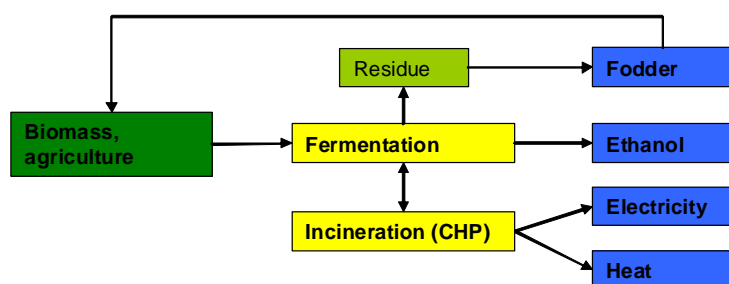 Residue
Fodder
Biomass,
agriculture
Fermentation
Ethanol
Incineration (CHP)
Electricity
Heat